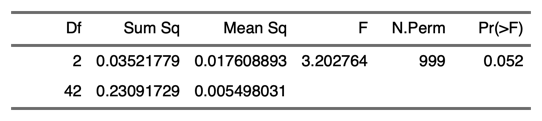 Df Sum Sq Mean Sq F N.Perm Pr(>F)
2 0.03521779 0.017608893 3.202764 999 0.052
42 0.23091729 0.005498031